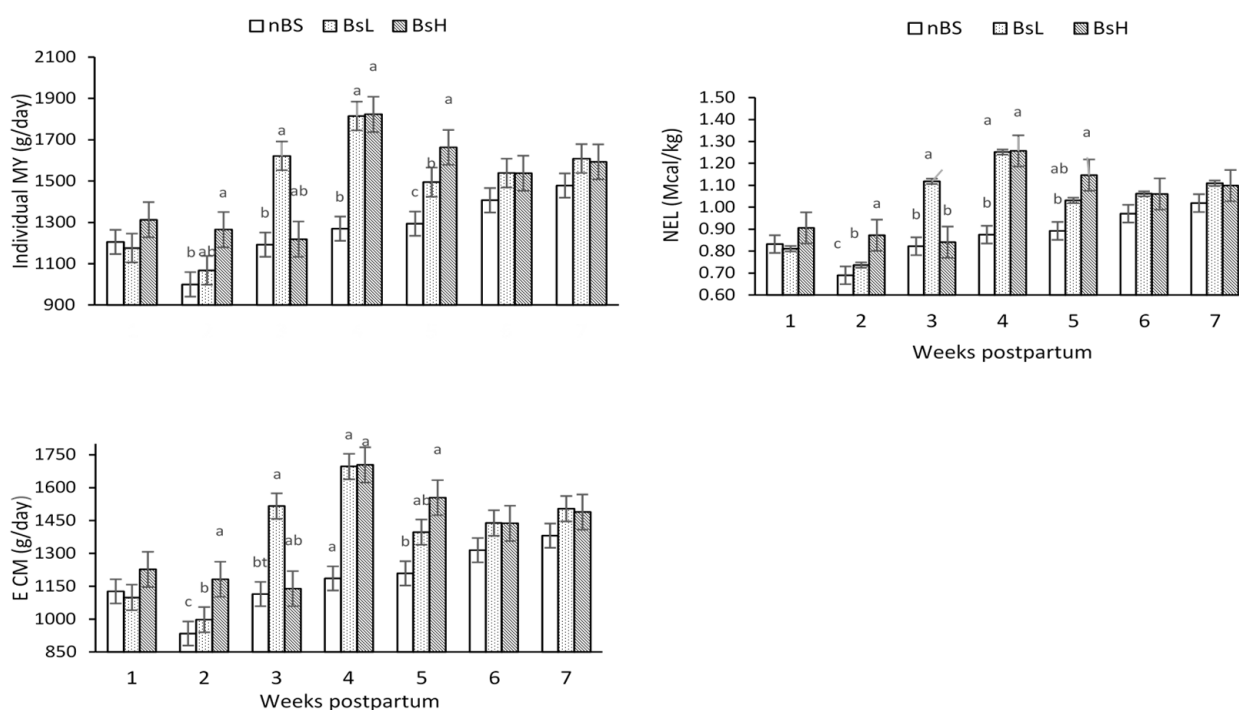 nBS BsL BsH
Individual MY (g/day)
2100
1900
1700
1500
1300
1100
900
b ab a
b a ab
b a a
c b a
nBS BsL BsH
NEL (Mcal/kg)
1.50
1.40
1.30
1.20
1.10
1.00
0.90
0.80
0.70
0.60
c b a
b a b
b a a
b ab a
1 2 3 4 5 6 7
Weeks postpartum
E CM (g/day)
1750
1600
1450
1300
1150
1000
850
c b a
bt a ab
a a a
b ab a
1 2 3 4 5 6 7
Weeks postpartum